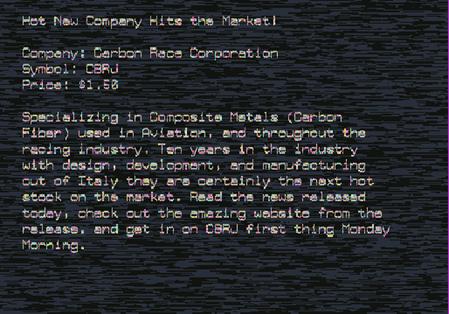 Hot New Company Hits the Market!
Company: Carbon Race Corporation
Symbol: CBRJ
Price: $1.50
Specializing in Composite Metals (Carbon
Fiber) used in Aviation, and throughout the
racing industry. Ten years in the industry
with design, development, and manufacturing
out of Italy they are certainly the next hot
stock on the market. Read the news released
today, check out the amazing website from the
release, and get in on CBRJ first thing Monday
Morning.